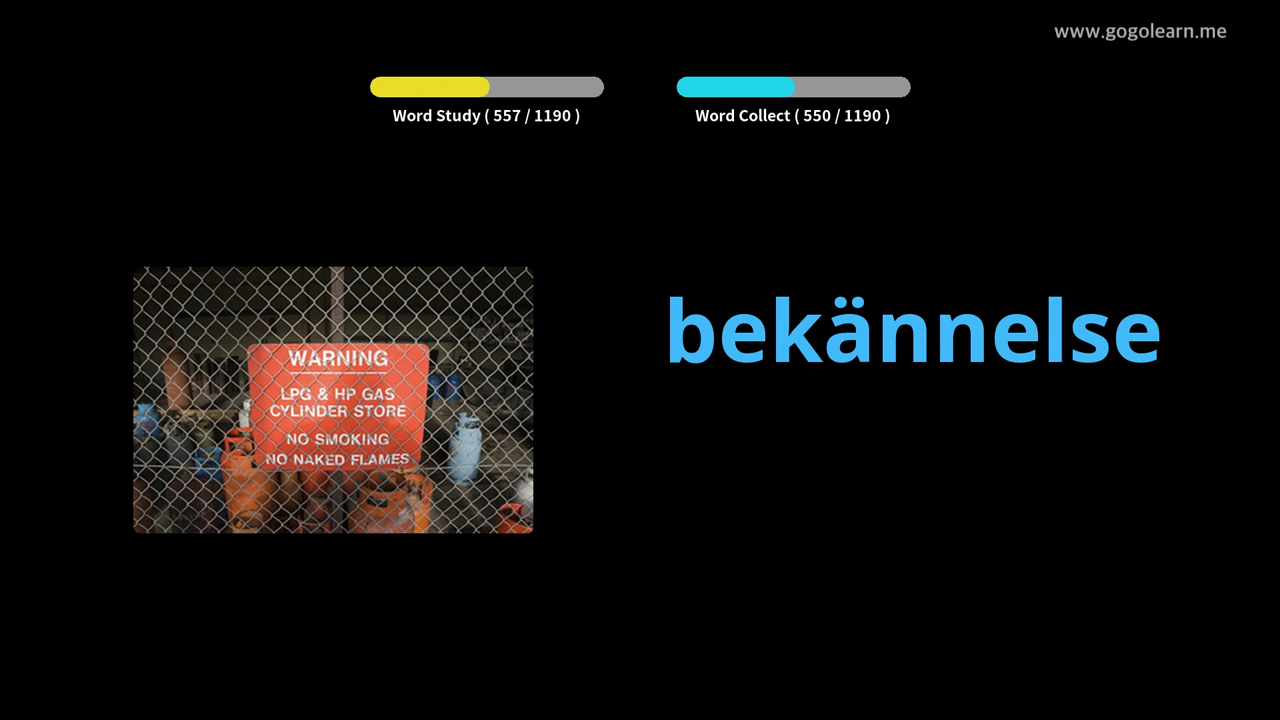 www.gogolearn.me
Word Study ( 557 / 1190 )
Word Collect ( 550 / 1190 )
bekännelse
WARNING
LPG & HP GAS
CYLINDER STORE
NO SMOKING
NO NAKED FLAMES